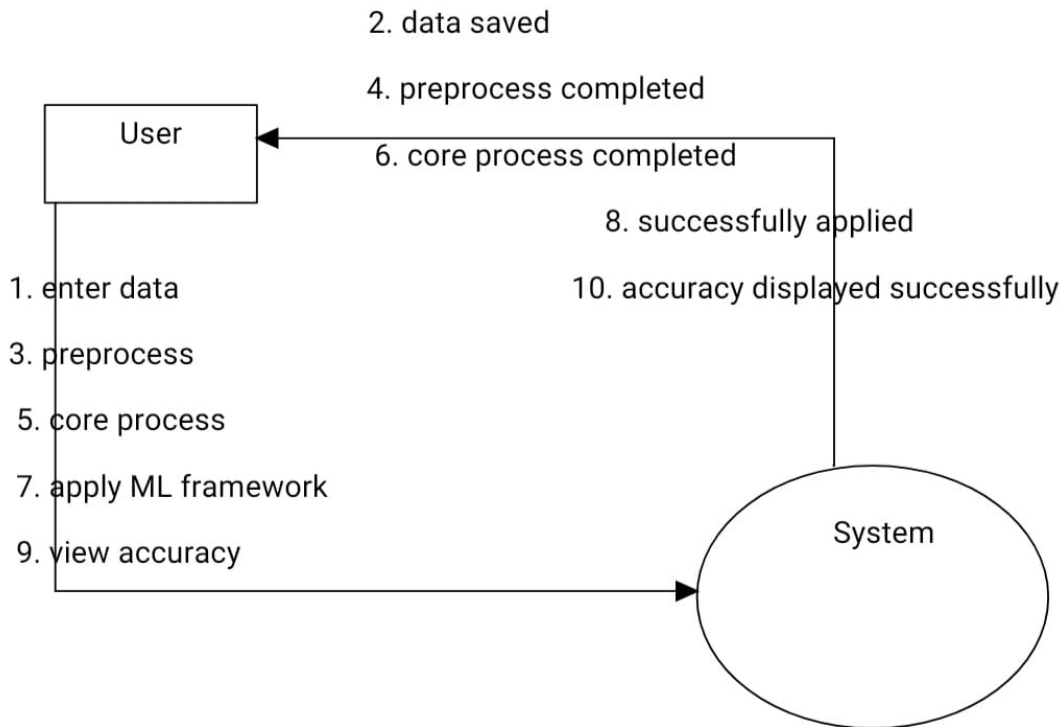 2. data saved
4. preprocess completed
User
6. core process completed
8. successfully applied
1. enter data
10. accuracy displayed successfully
3. preprocess
5. core process
7. apply ML framework
9. view accuracy
System